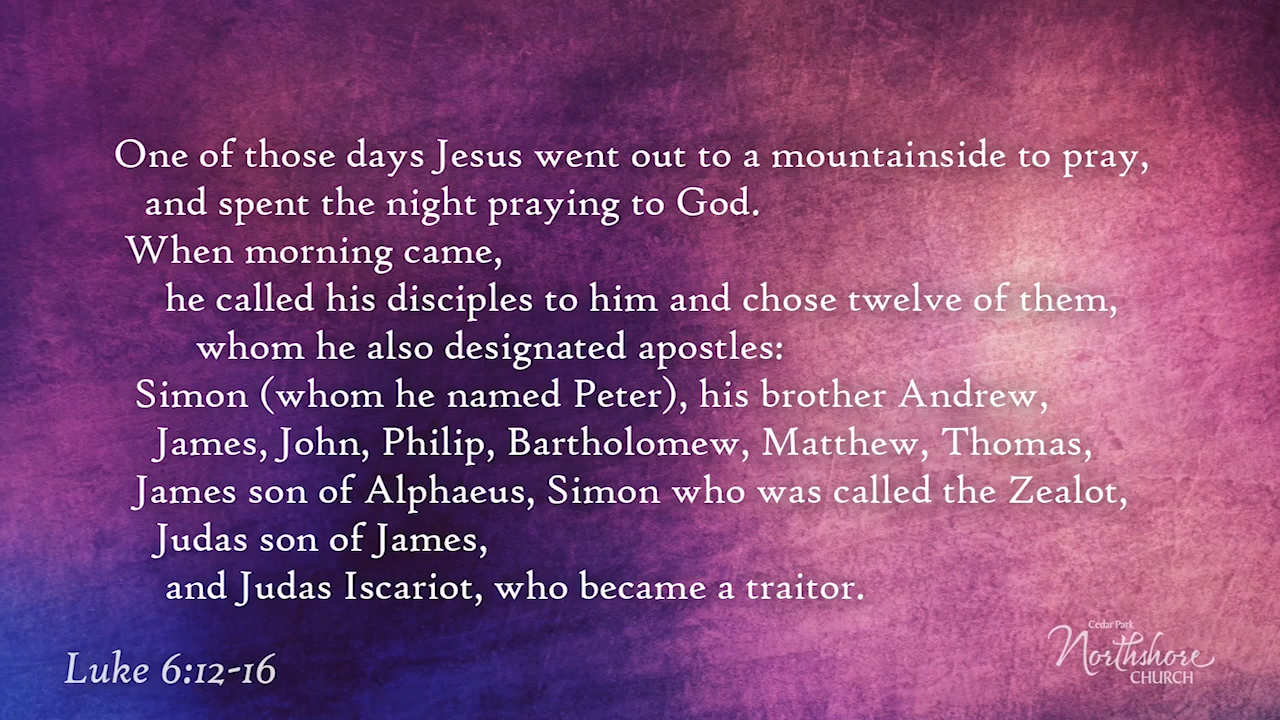 One of those days Jesus went out to a mountainside to pray,
and spent the night praying to God.
When morning came,
he called his disciples to him and chose twelve of them,
whom he also designated apostles:
Simon (whom he named Peter), his brother Andrew,
James, John, Philip, Bartholomew, Matthew, Thomas,
James son of Alphaeus, Simon who was called the Zealot,
Judas son of James,
and Judas Iscariot, who became a traitor.
Luke 6:12-16
Cedar Park
Northshore
CHURCH